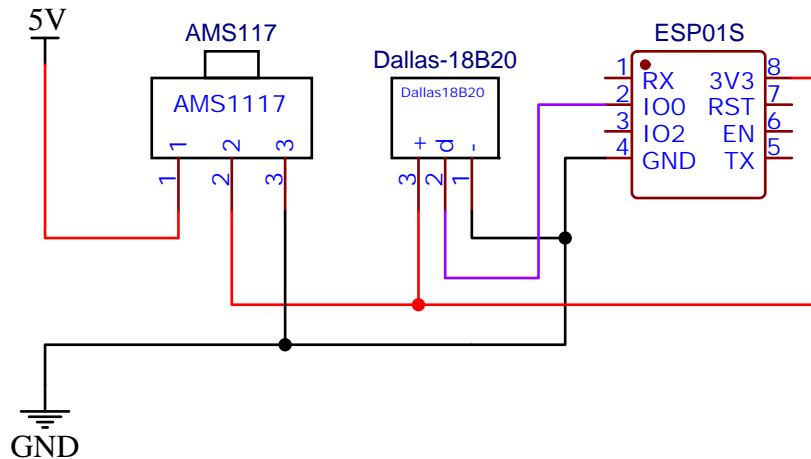 5V
AMS117
AMS1117
1 2 3
1 2 3
Dallas-18B20
Dallas18B20
+ d -
3 2 1
ESP01S
1 RX 3V3 8
2 IO0 RST 7
3 IO2 EN 6
4 GND TX 5
GND